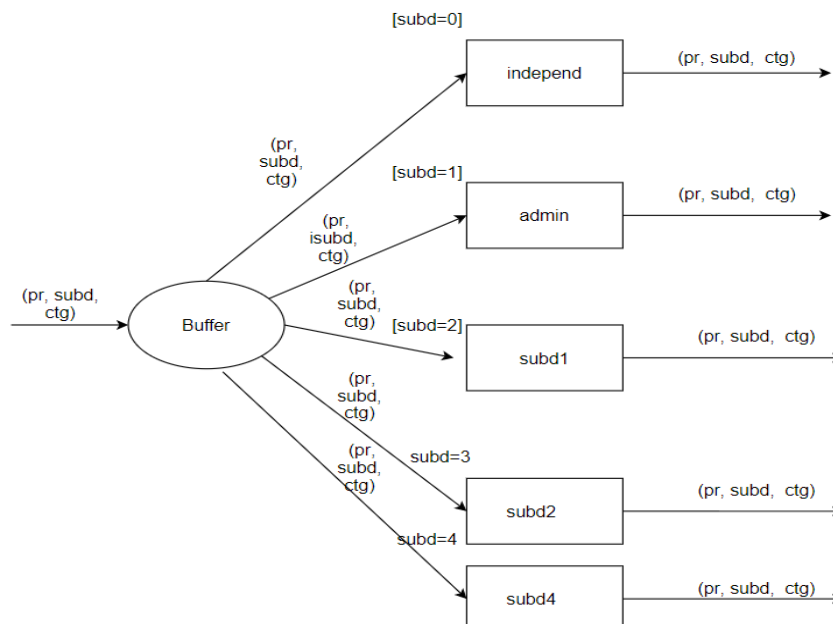 [subd=0]
independ
(pr, subd,  ctg)
(pr,
subd,
ctg)
[subd=1]
admin
(pr, subd,  ctg)
(pr,
isubd,
ctg)
(pr, subd,
ctg)
Buffer
(pr,
subd,
ctg)
[subd=2]
subd1
(pr, subd,  ctg)
(pr,
subd,
ctg)
subd=3
subd2
(pr, subd,  ctg)
(pr,
subd,
ctg)
subd=4
subd4
(pr, subd,  ctg)